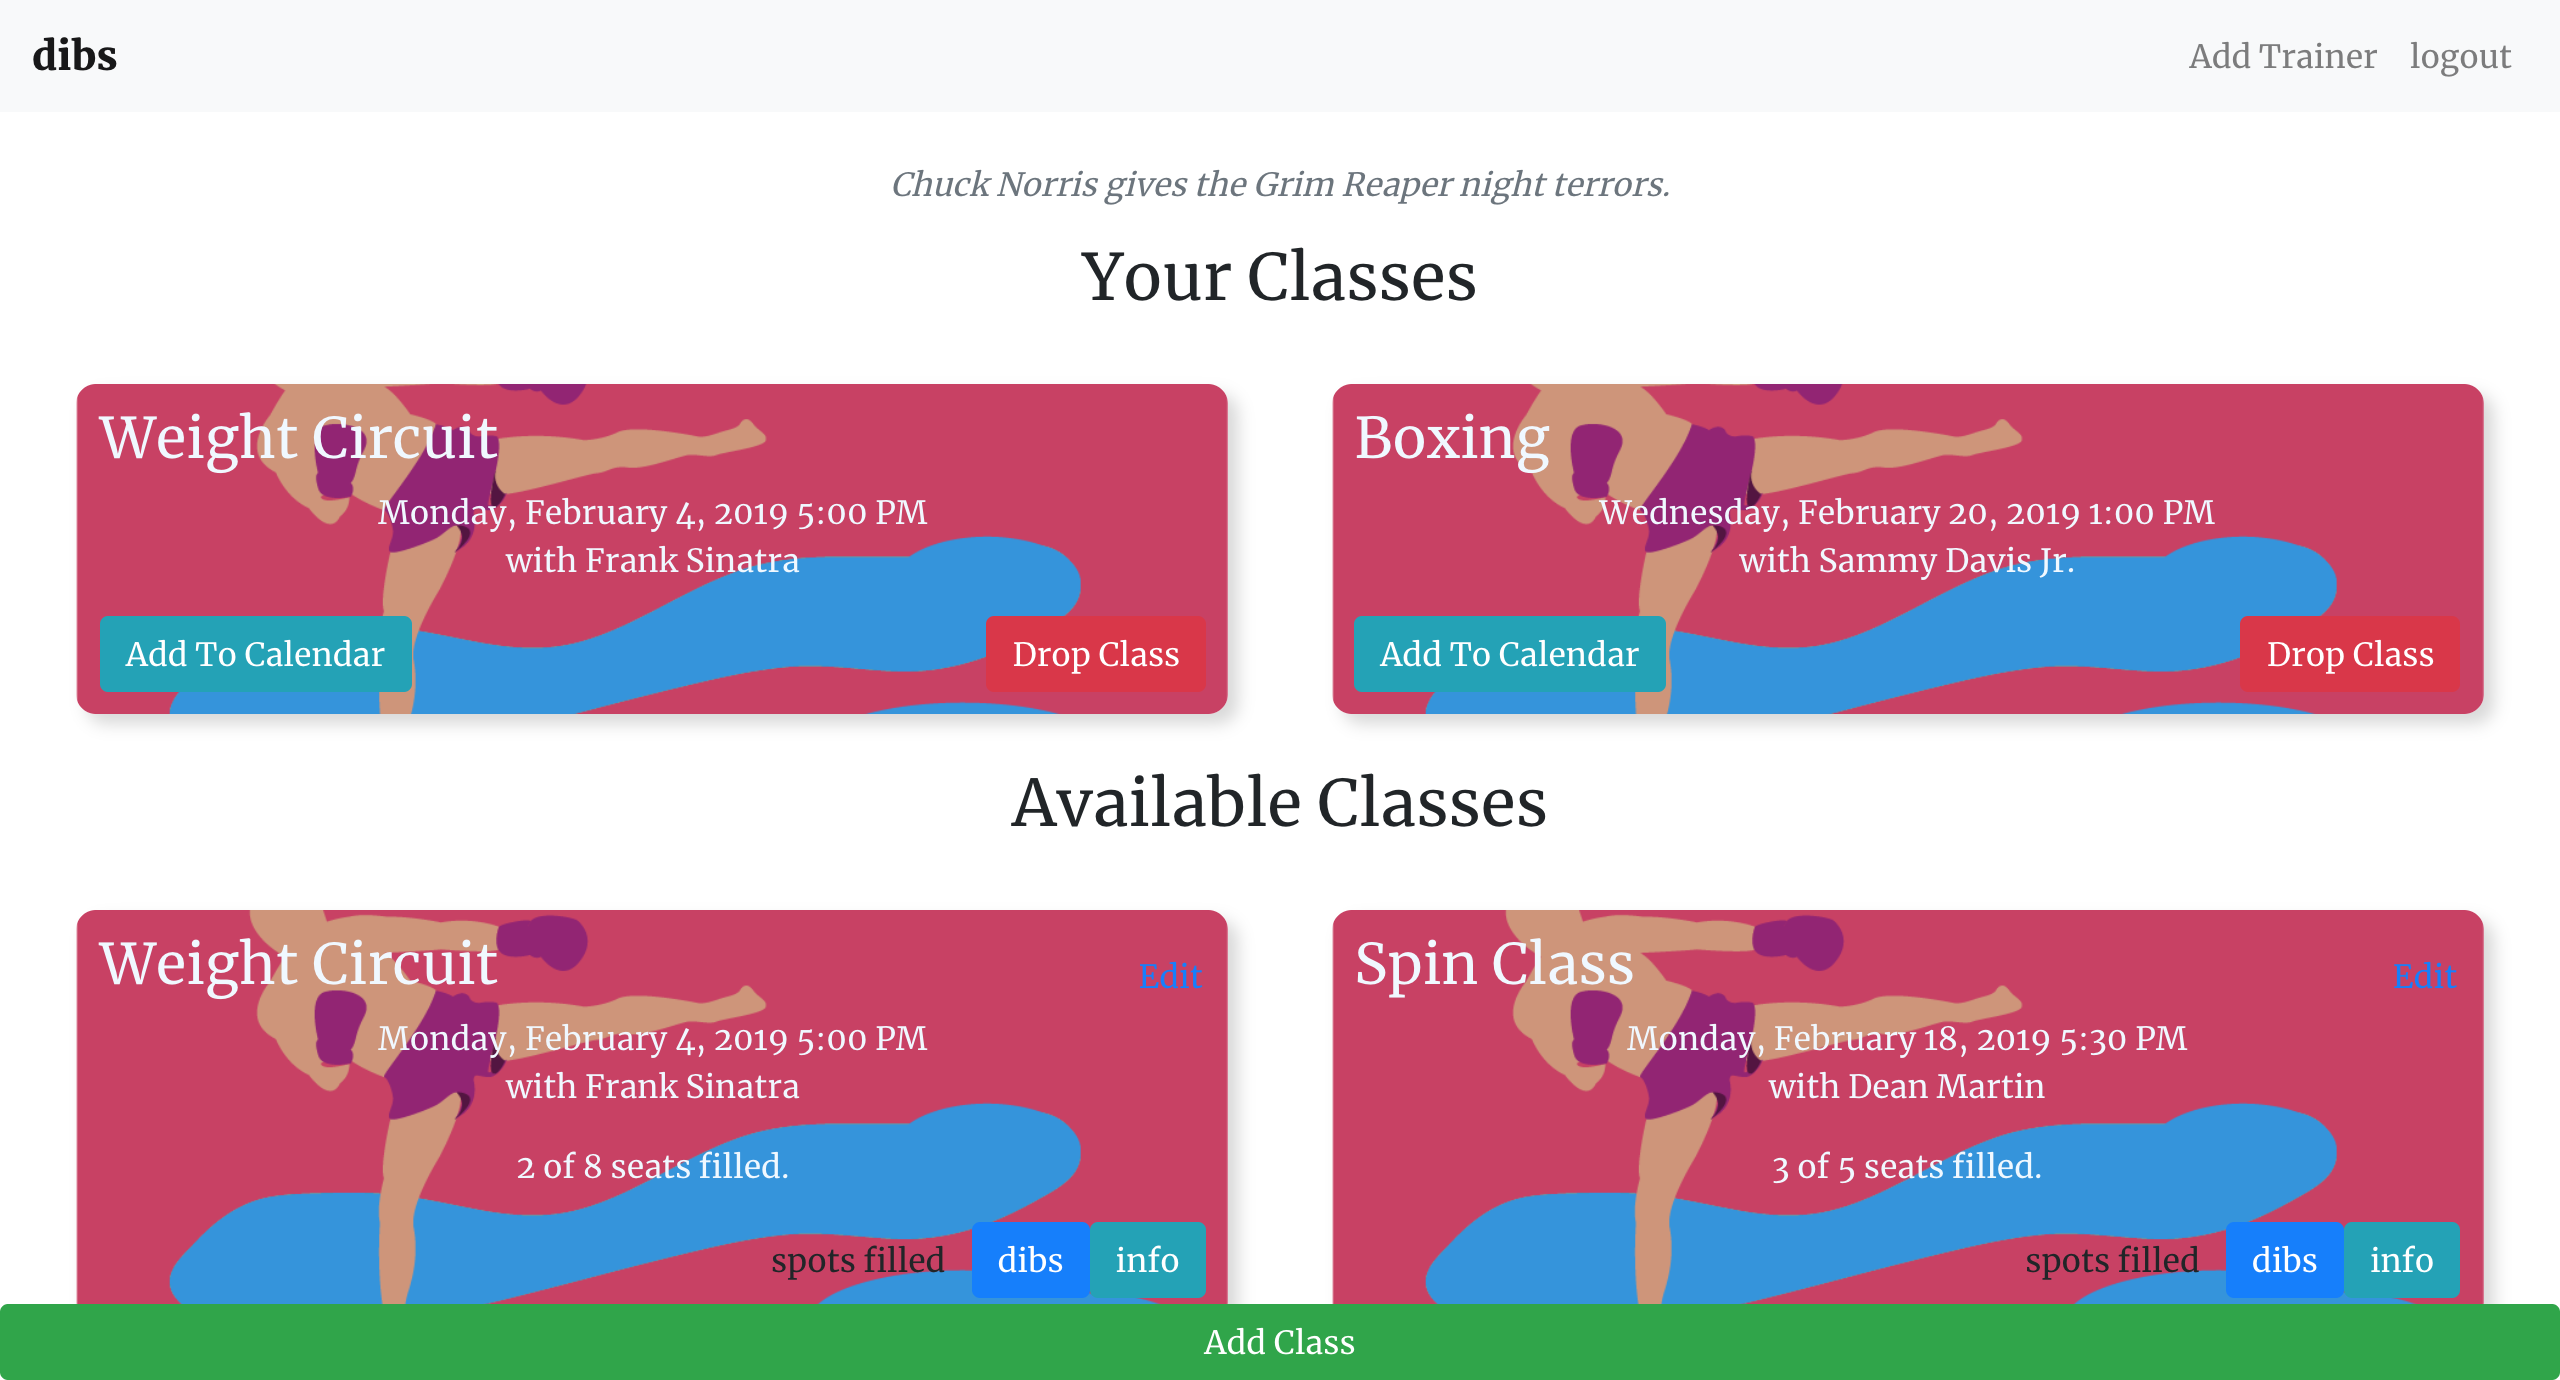 dibs
Add Trainer logout
Chuck Norris gives the Grim Reaper night terrors.
Your Classes
Weight Circuit
Monday, February 4, 2019 5:00 PM
with Frank Sinatra
Add To Calendar
Drop Class
Boxing
Wednesday, February 20, 2019 1:00 PM
with Sammy Davis Jr.
Add To Calendar
Drop Class
Available Classes
Weight Circuit
Edit
Monday, February 4, 2019 5:00 PM
with Frank Sinatra
2 of 8 seats filled.
spots filled dibs info
Spin Class
Edit
Monday, February 18, 2019 5:30 PM
with Dean Martin
3 of 5 seats filled.
spots filled dibs info
Add Class